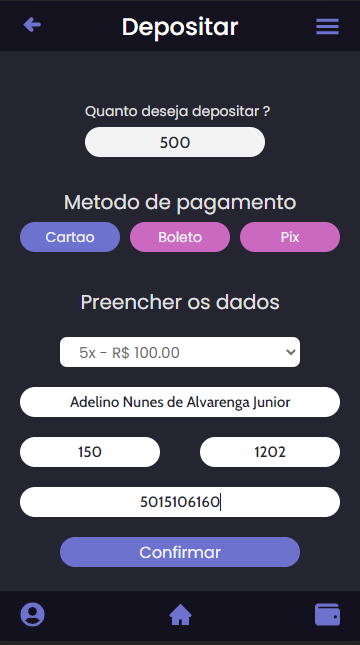 Depositar
Quanto deseja depositar ?
500
Metodo de pagamento
Cartao Boleto Pix
Preencher os dados
5x - R$ 100.00
Adelino Nunes de Alvarenga Junior
150 1202
5015106160
Confirmar